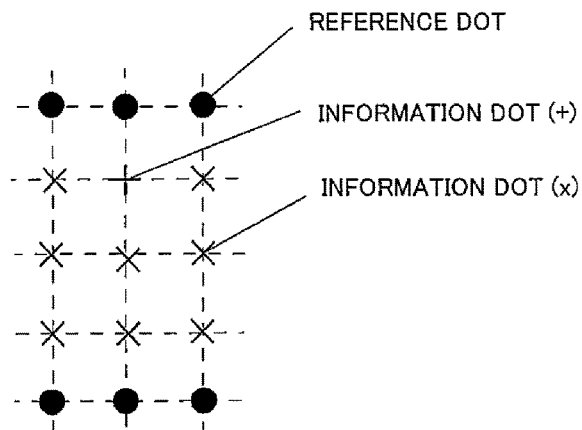 REFERENCE DOT
INFORMATION DOT (+)
INFORMATION DOT (x)